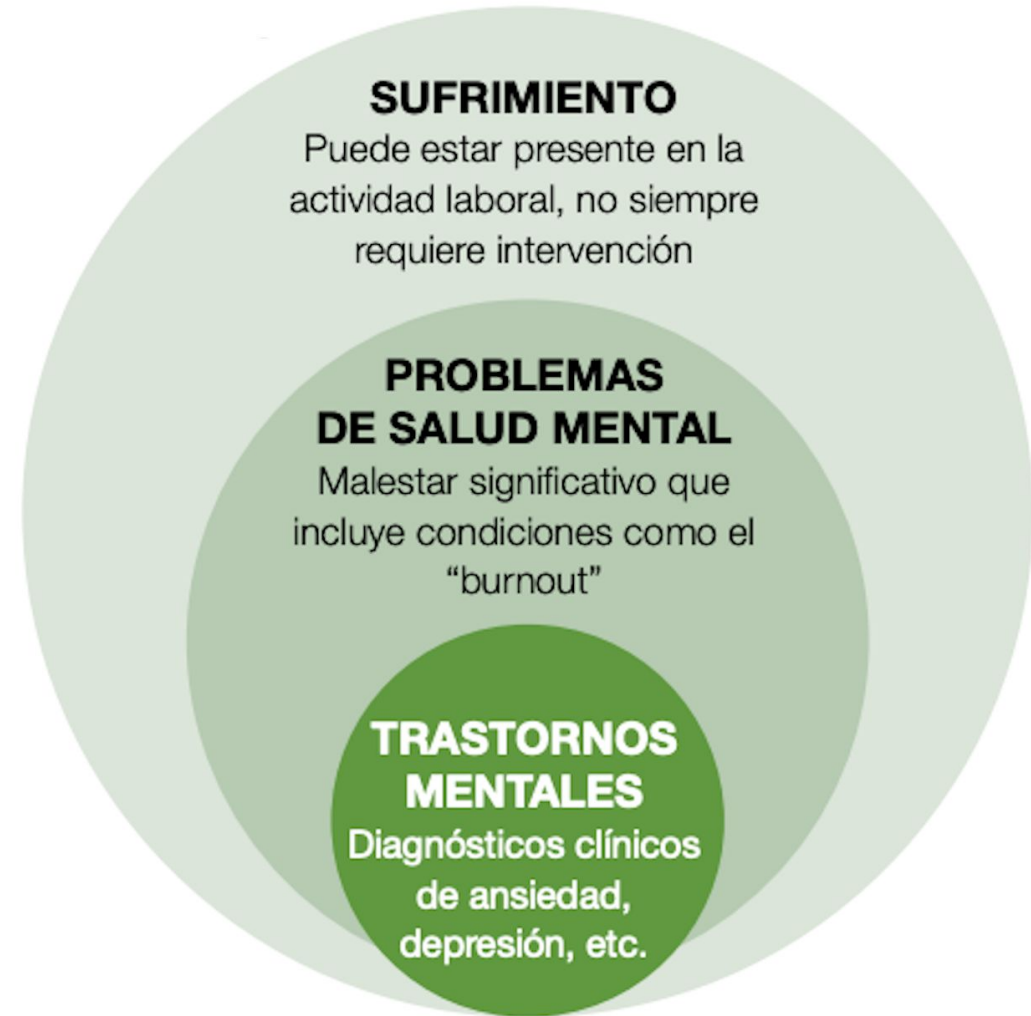 SUFRIMIENTO
Puede estar presente en la
actividad laboral, no siempre
requiere intervención
PROBLEMAS
DE SALUD MENTAL
Malestar significativo que
incluye condiciones como el
“burnout”
TRASTORNOS
MENTALES
Diagnósticos clínicos
de ansiedad,
depresión, etc.